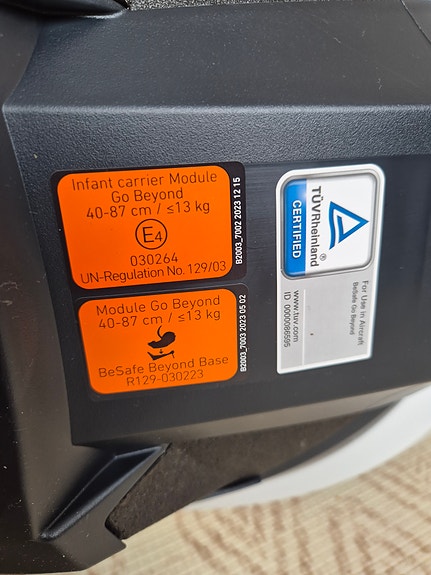 Infant carrier Module
Go Beyond
40-87 cm / ≤13 kg
E4
030264
UN-Regulation No. 129/03
B2003_7002 2023 12 15
Module Go Beyond
40-87 cm / ≤13 kg
BeSafe Beyond Base
R129-030223
B2003_7003 2023 05 02
TÜVRheinland®
CERTIFIED
For Use in Aircraft
BeSafe Go Beyond
www.tuv.com
ID 0000086595